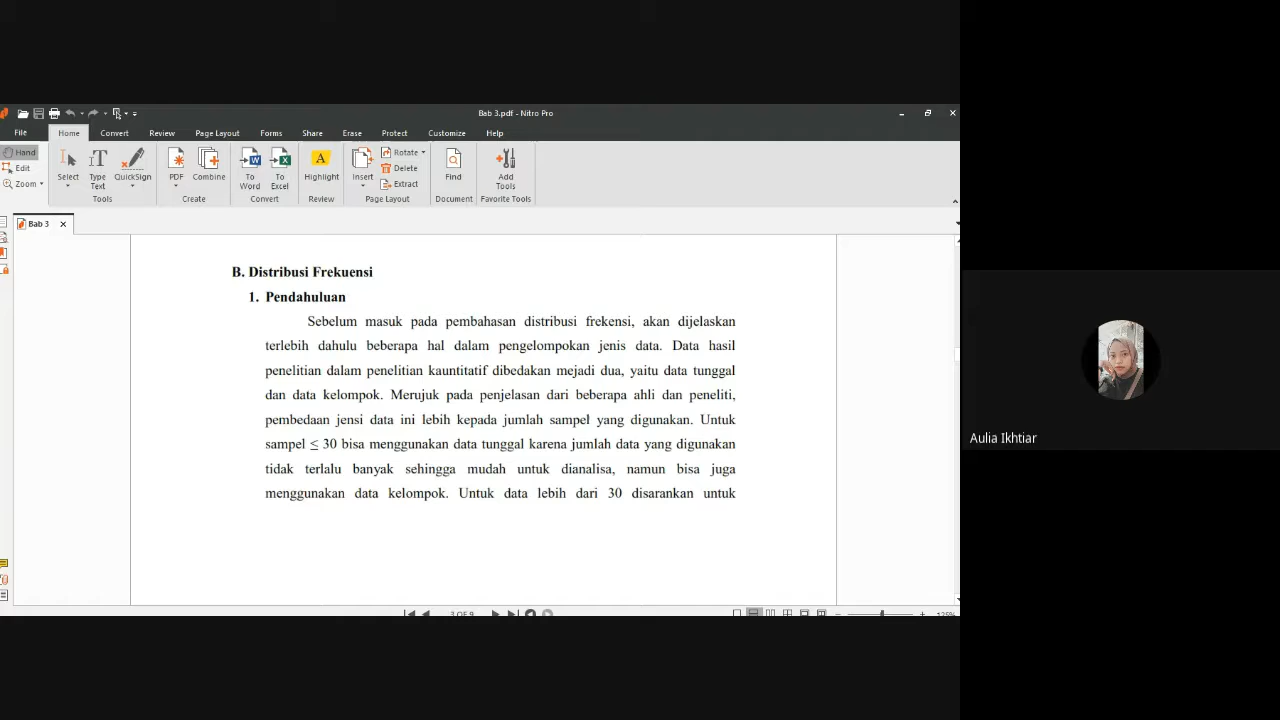 Bab 3.pdf - Nitro Pro
File Home Convert Review Page Layout Forms Share Erase Protect Customize Help
Hand
Edit
Zoom
Select
Type Text
QuickSign
Tools
PDF
Combine
Create
To Word
To Excel
Convert
Highlight
Review
Insert
Rotate
Delete
Extract
Page Layout
Find
Document
Add Tools
Favorite Tools
Bab 3
B. Distribusi Frekuensi
1. Pendahuluan
Sebelum masuk pada pembahasan distribusi frekensi, akan dijelaskan
terlebih dahulu beberapa hal dalam pengelompokan jenis data. Data hasil
penelitian dalam penelitian kauntitatif dibedakan mejadi dua, yaitu data tunggal
dan data kelompok. Merujuk pada penjelasan dari beberapa ahli dan peneliti,
pembedaan jensi data ini lebih kepada jumlah sampel yang digunakan. Untuk
sampel ≤ 30 bisa menggunakan data tunggal karena jumlah data yang digunakan
tidak terlalu banyak sehingga mudah untuk dianalisa, namun bisa juga
menggunakan data kelompok. Untuk data lebih dari 30 disarankan untuk
3 OF 9
125%
Aulia Ikhtiar